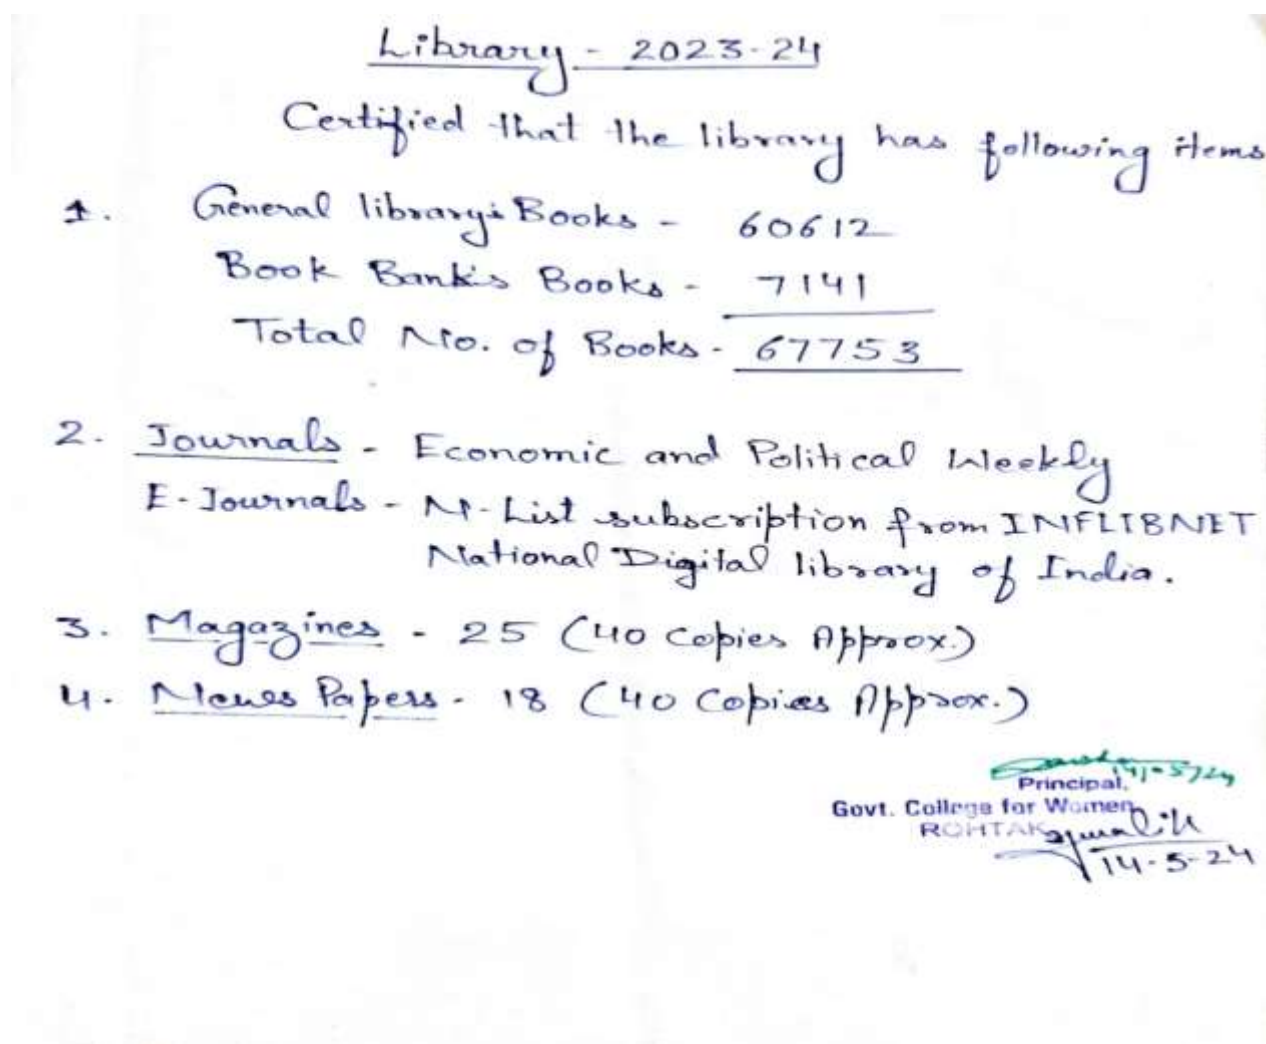 Library - 2023-24
Certified that the library has following items
1. General library's Books - 60612
Book Bank's Books - 7141
Total No. of Books - 67753
2. Journals - Economic and Political Weekly
E-Journals - N-List subscription from INFLIBNET
National Digital library of India.
3. Magazines - 25 (40 Copies Approx.)
4. News Papers - 18 (40 Copies Approx.)
14/05/24
Principal,
Govt. College for Women
ROHTAK
14-5-24